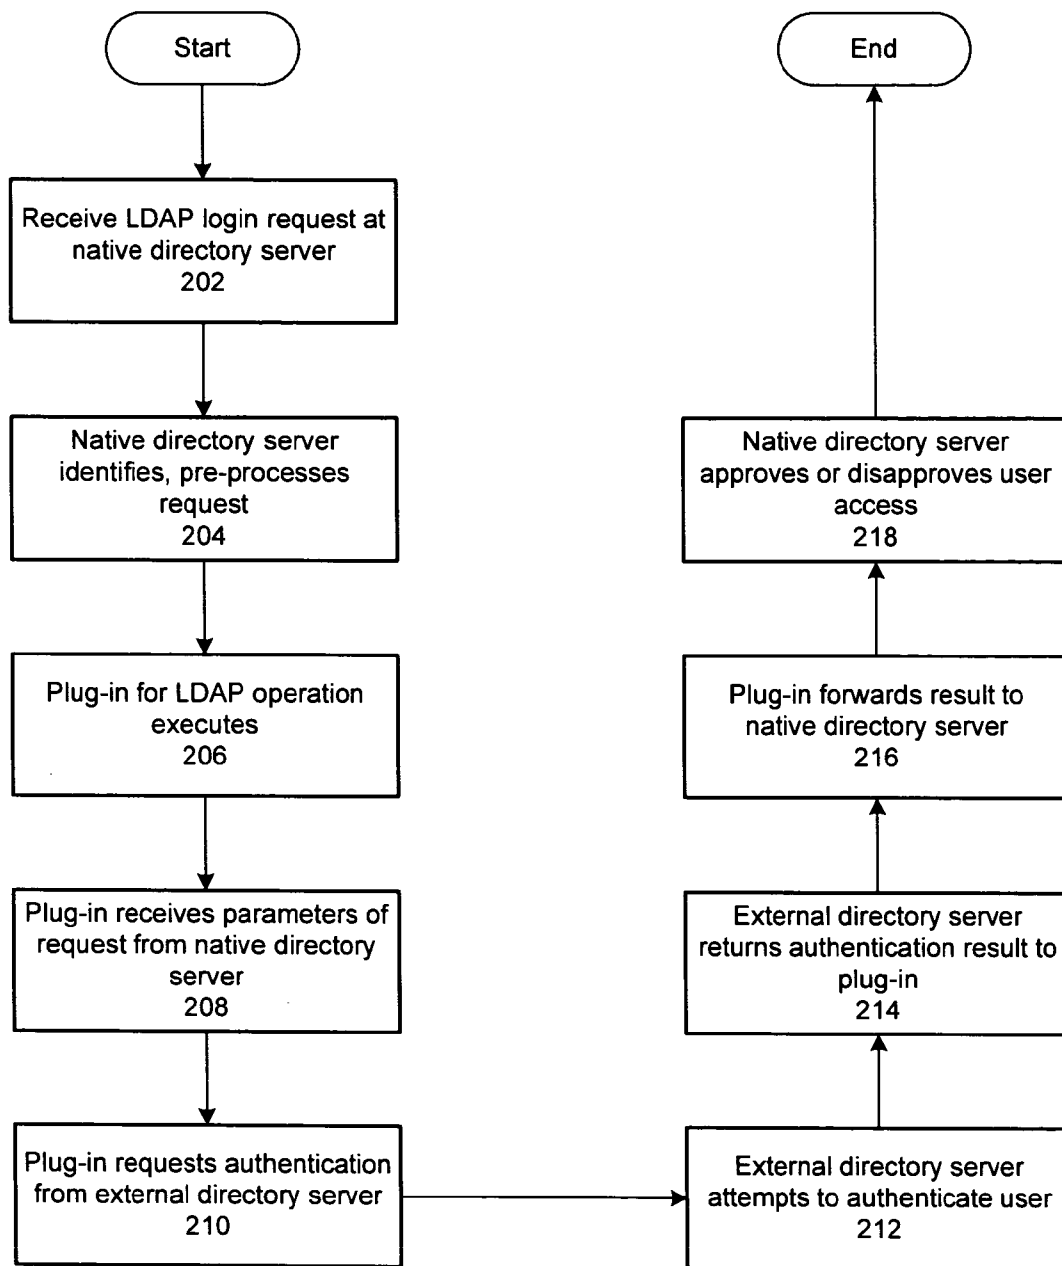 Start
Receive LDAP login request at
native directory server
202
Native directory server
identifies, pre-processes
request
204
Plug-in for LDAP operation
executes
206
Plug-in receives parameters of
request from native directory
server
208
Plug-in requests authentication
from external directory server
210
External directory server
attempts to authenticate user
212
External directory server
returns authentication result to
plug-in
214
Plug-in forwards result to
native directory server
216
Native directory server
approves or disapproves user
access
218
End